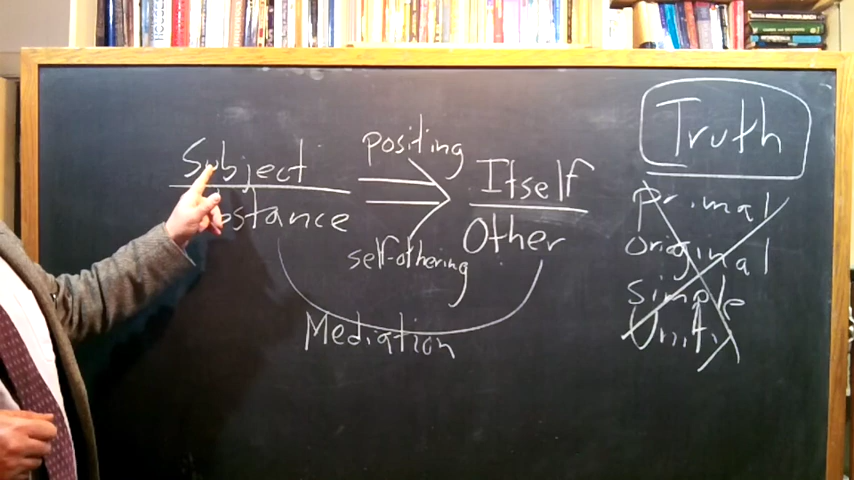 Subject
Substance
positing
self-othering
Itself
Other
Mediation
Truth
Primal
original
simple
Unity